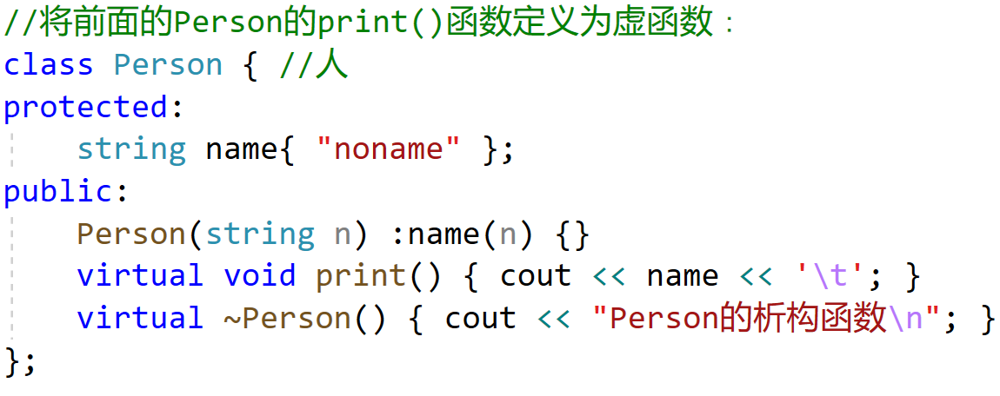 //将前面的Person的print()函数定义为虚函数：
class Person { //人
protected:
    string name{ "noname" };
public:
    Person(string n) :name(n) {}
    virtual void print() { cout << name << '\t'; }
    virtual ~Person() { cout << "Person的析构函数\n"; }
};